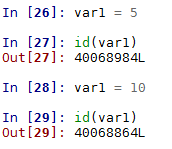 In [26]: var1 = 5
In [27]: id(var1)
Out[27]: 40068984L
In [28]: var1 = 10
In [29]: id(var1)
Out[29]: 40068864L